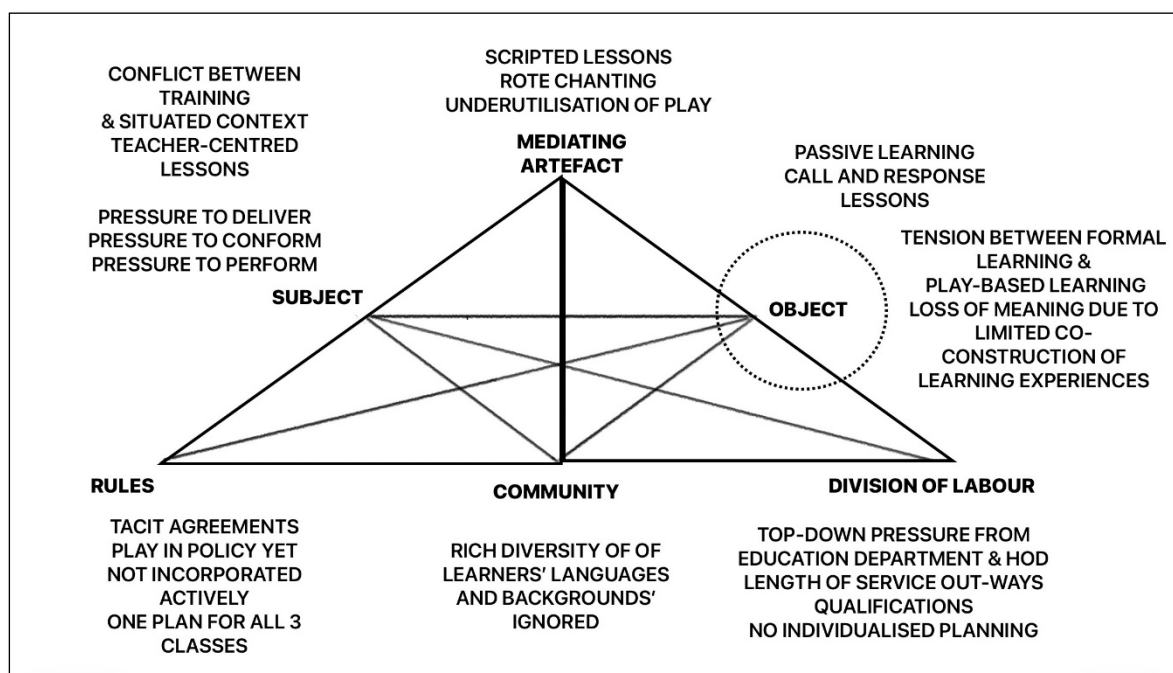 SCRIPTED LESSONS
ROTE CHANTING
UNDERUTILISATION OF PLAY
MEDIATING
ARTEFACT
CONFLICT BETWEEN
TRAINING
& SITUATED CONTEXT
TEACHER-CENTRED
LESSONS
PRESSURE TO DELIVER
PRESSURE TO CONFORM
PRESSURE TO PERFORM
SUBJECT
PASSIVE LEARNING
CALL AND RESPONSE
LESSONS
TENSION BETWEEN FORMAL
LEARNING &
PLAY-BASED LEARNING
LOSS OF MEANING DUE TO
LIMITED CO-
CONSTRUCTION OF
LEARNING EXPERIENCES
OBJECT
RULES
TACIT AGREEMENTS
PLAY IN POLICY YET
NOT INCORPORATED
ACTIVELY
ONE PLAN FOR ALL 3
CLASSES
COMMUNITY
RICH DIVERSITY OF OF
LEARNERS' LANGUAGES
AND BACKGROUNDS'
IGNORED
DIVISION OF LABOUR
TOP-DOWN PRESSURE FROM
EDUCATION DEPARTMENT & HOD
LENGTH OF SERVICE OUT-WAYS
QUALIFICATIONS
NO INDIVIDUALISED PLANNING